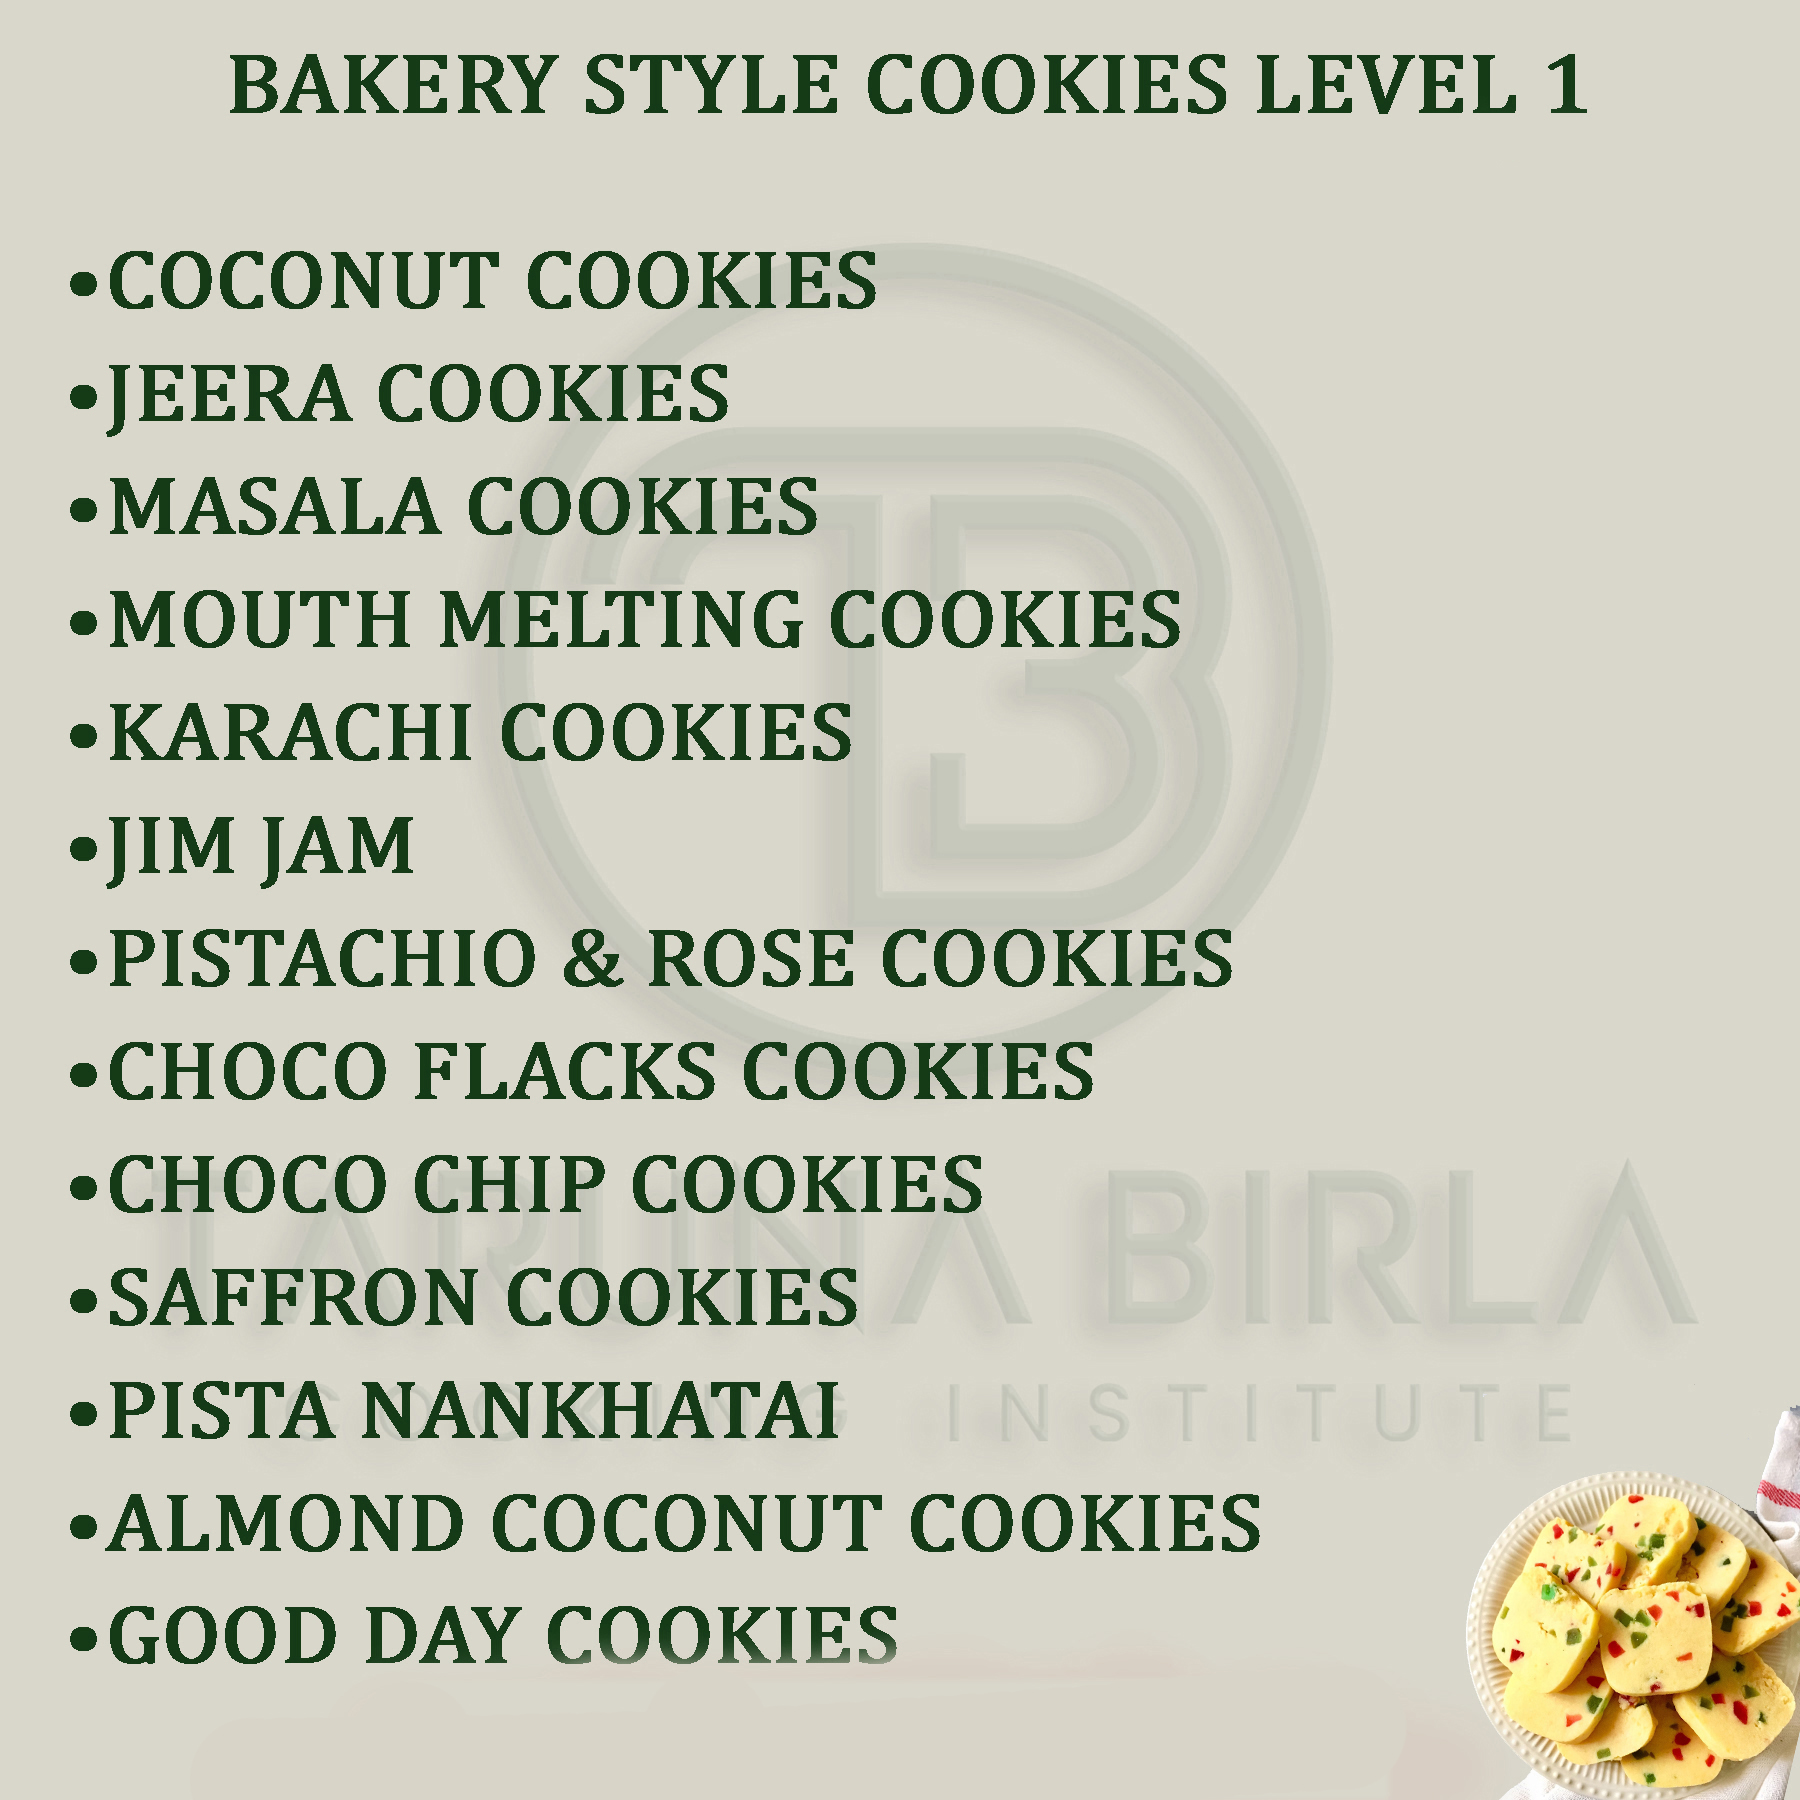 BAKERY STYLE COOKIES LEVEL 1
•COCONUT COOKIES
•JEERA COOKIES
•MASALA COOKIES
•MOUTH MELTING COOKIES
•KARACHI COOKIES
•JIM JAM
•PISTACHIO & ROSE COOKIES
•CHOCO FLACKS COOKIES
•CHOCO CHIP COOKIES
TARUNA BIRLA
•SAFFRON COOKIES
•PISTA NANKHATAI
COOKING INSTITUTE
•ALMOND COCONUT COOKIES
•GOOD DAY COOKIES